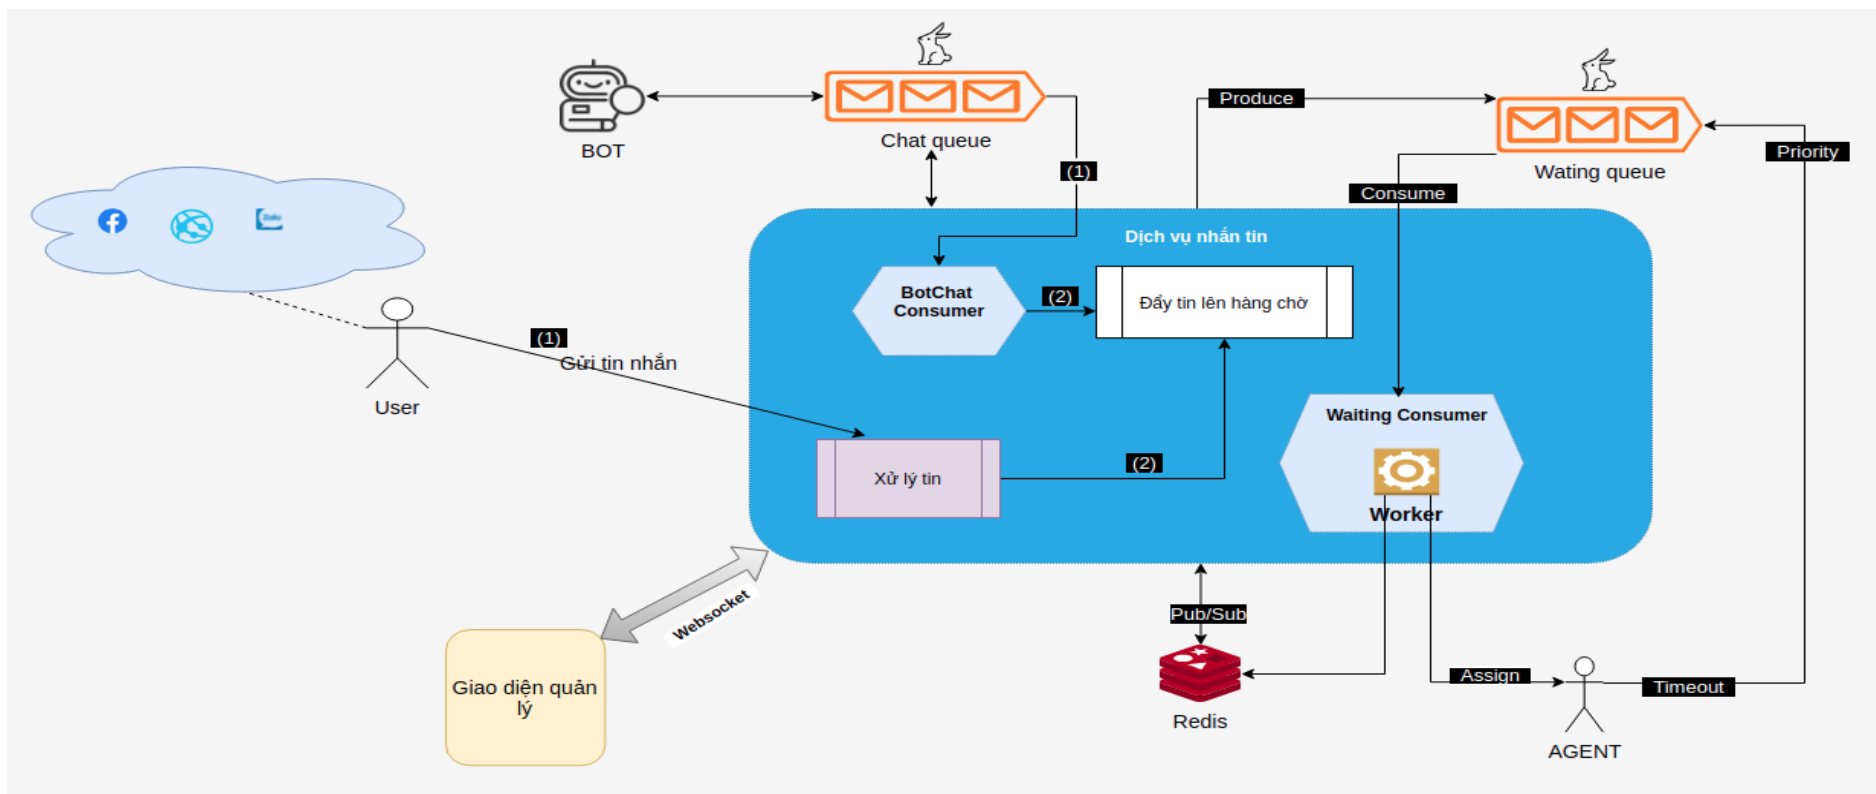 BOT
Chat queue
(1)
Produce
Wating queue
Priority
Consume
Zalo
Dịch vụ nhắn tin
BotChat
Consumer
(2)
Đẩy tin lên hàng chờ
(1)
Gửi tin nhắn
User
Waiting Consumer
Worker
Xử lý tin
(2)
Websocket
Giao diện quản
lý
Pub/Sub
Redis
Assign
Timeout
AGENT